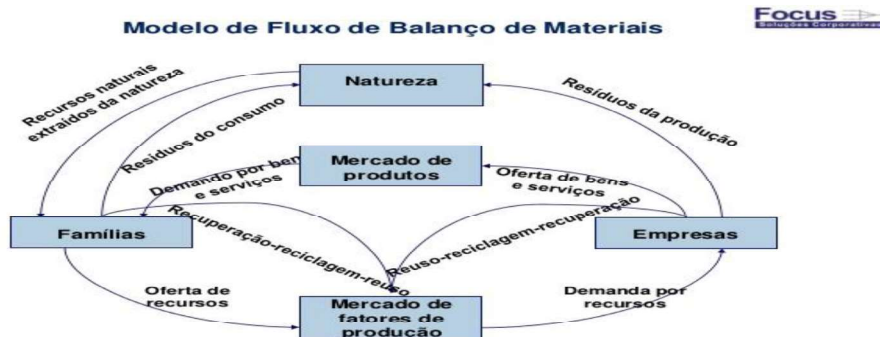 Focus
Soluções Corporativas
Modelo de Fluxo de Balanço de Materiais
Natureza
Recursos naturais
extraídos da natureza
Resíduos do consumo
Resíduos da produção
Mercado de
produtos
Demando por bens
e serviços
Oferta de bens
e serviços
Famílias
Empresas
Recuperação-reciclagem-reuso
Reuso-reciclagem-recuperação
Oferta de
recursos
Mercado de
fatores de
produção
Demanda por
recursos